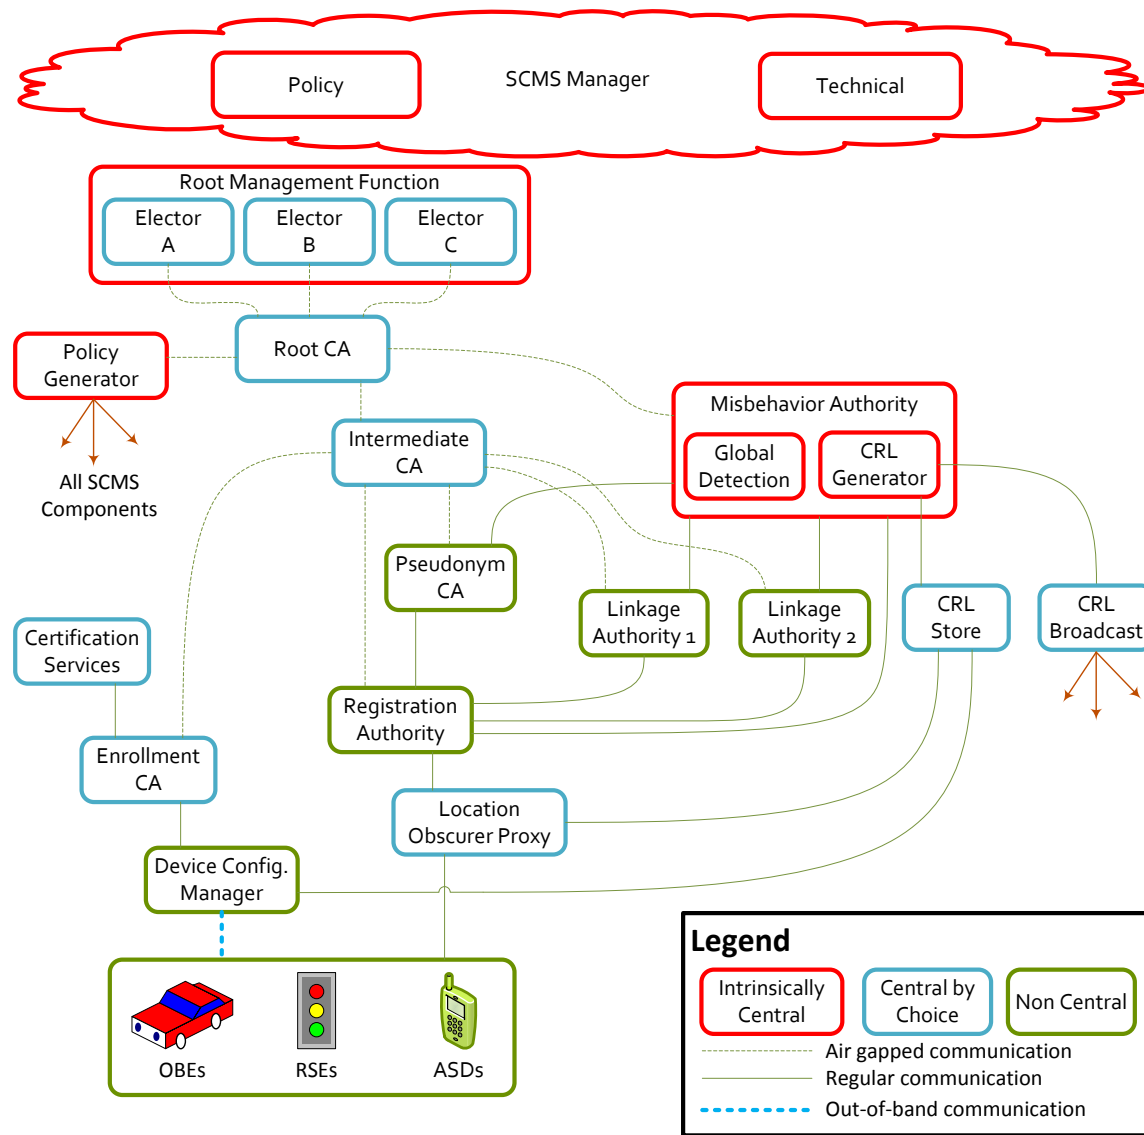 SCMS Manager
Policy
Technical
Root Management Function
Elector
A
Elector
B
Elector
C
Root CA
Policy
Generator
All SCMS
Components
Misbehavior Authority
Global
Detection
CRL
Generator
Intermediate
CA
Pseudonym
CA
Linkage
Authority 1
Linkage
Authority 2
CRL
Store
CRL
Broadcast
Certification
Services
Registration
Authority
Enrollment
CA
Location
Obscurer Proxy
Device Config.
Manager
OBEs
RSEs
ASDs
Legend
Intrinsically
Central
Central by
Choice
Non Central
Air gapped communication
Regular communication
Out-of-band communication